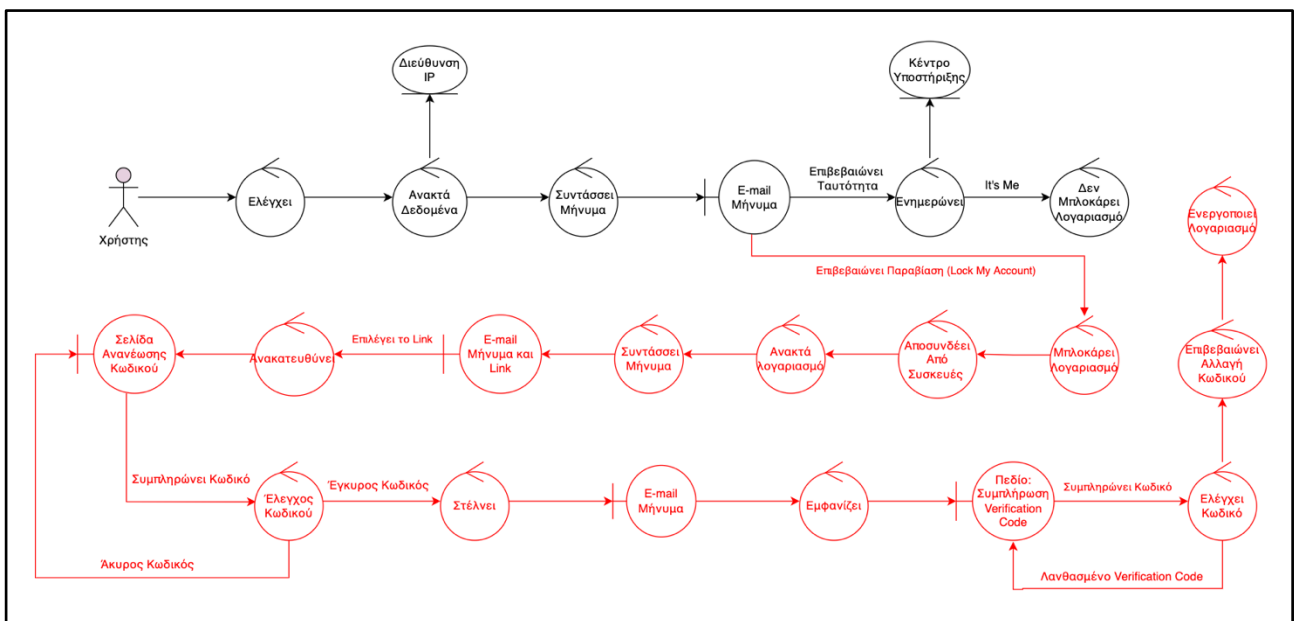 Διεύθυνση
IP
Κέντρο
Υποστήριξης
Χρήστης
Ελέγχει
Ανακτά
Δεδομένα
Συντάσσει
Μήνυμα
E-mail
Μήνυμα
Επιβεβαιώνει
Ταυτότητα
Ενημερώνει
It's Me
Δεν
Μπλοκάρει
Λογαριασμό
Ενεργοποιεί
Λογαριασμό
Επιβεβαιώνει Παραβίαση (Lock My Account)
Σελίδα
Ανανέωσης
Κωδικού
Ανακατευθύνει
Επιλέγει το Link
E-mail
Μήνυμα και
Link
Συντάσσει
Μήνυμα
Ανακτά
λογαριασμό
Αποσυνδέει
Από
Συσκευές
Μπλοκάρει
Λογαριασμό
Επιβεβαιώνει
Αλλαγή
Κωδικού
Συμπληρώνει Κωδικό
Έλεγχος
Κωδικού
Έγκυρος Κωδικός
Στέλνει
E-mail
Μήνυμα
Εμφανίζει
Πεδίο:
Συμπλήρωση
Verification
Code
Συμπληρώνει Κωδικό
Ελέγχει
Κωδικό
Άκυρος Κωδικός
Λανθασμένο Verification Code